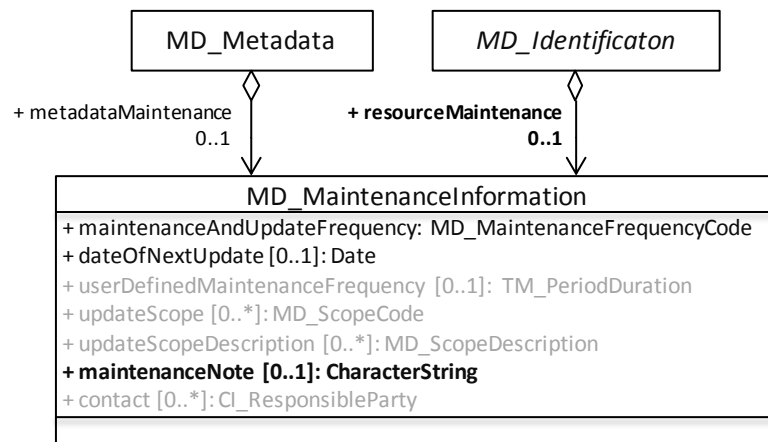 MD_Metadata
MD_Identificaton
+ metadataMaintenance
0..1
+ resourceMaintenance
0..1
MD_MaintenanceInformation
+ maintenanceAndUpdateFrequency: MD_MaintenanceFrequencyCode
+ dateOfNextUpdate [0..1]: Date
+ userDefinedMaintenanceFrequency [0..1]: TM_PeriodDuration
+ updateScope [0..*]: MD_ScopeCode
+ updateScopeDescription [0..*]: MD_ScopeDescription
+ maintenanceNote [0..1]: CharacterString
+ contact [0..*]: CI_ResponsibleParty